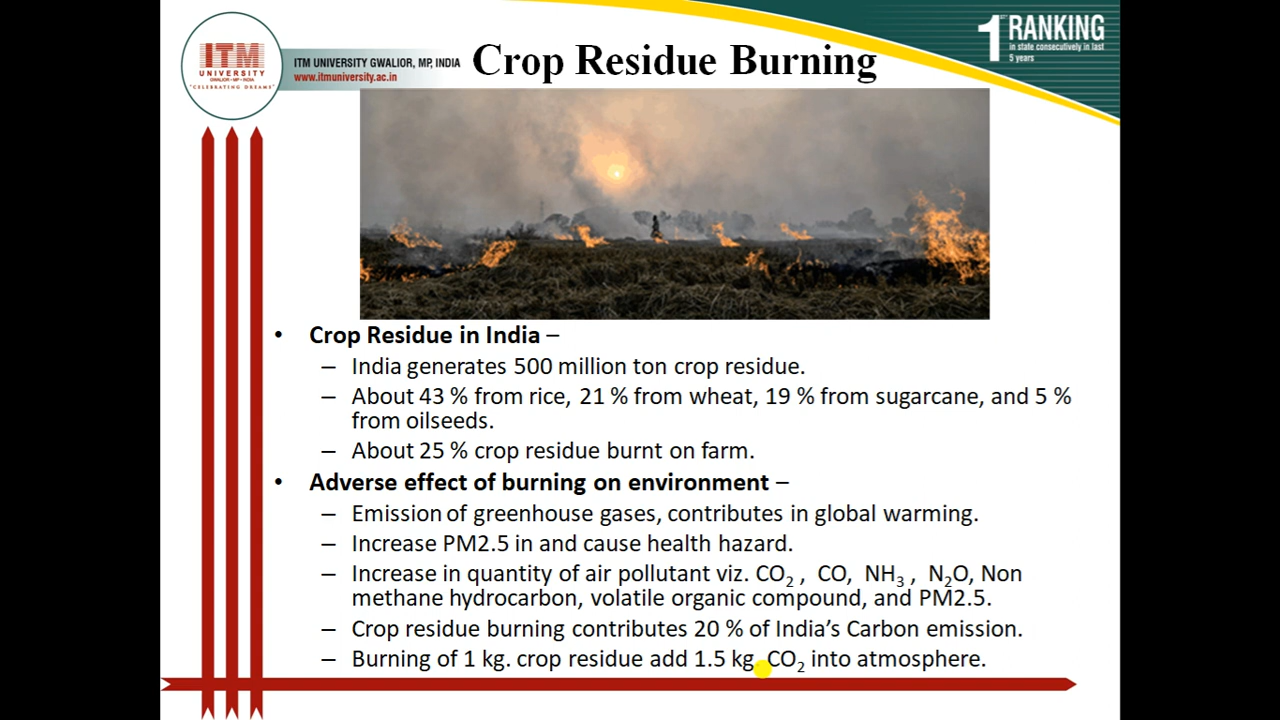 ITM
UNIVERSITY
GWALIOR • MP • INDIA
"CELEBRATING DREAMS"
ITM UNIVERSITY GWALIOR, MP, INDIA
www.itmuniversity.ac.in
Crop Residue Burning
1ST RANKING
in state consecutively in last
5 years
• Crop Residue in India –
– India generates 500 million ton crop residue.
– About 43 % from rice, 21 % from wheat, 19 % from sugarcane, and 5 %
from oilseeds.
– About 25 % crop residue burnt on farm.
• Adverse effect of burning on environment –
– Emission of greenhouse gases, contributes in global warming.
– Increase PM2.5 in and cause health hazard.
– Increase in quantity of air pollutant viz. CO₂ , CO, NH₃ , N₂O, Non
methane hydrocarbon, volatile organic compound, and PM2.5.
– Crop residue burning contributes 20 % of India's Carbon emission.
– Burning of 1 kg. crop residue add 1.5 kg. CO₂ into atmosphere.